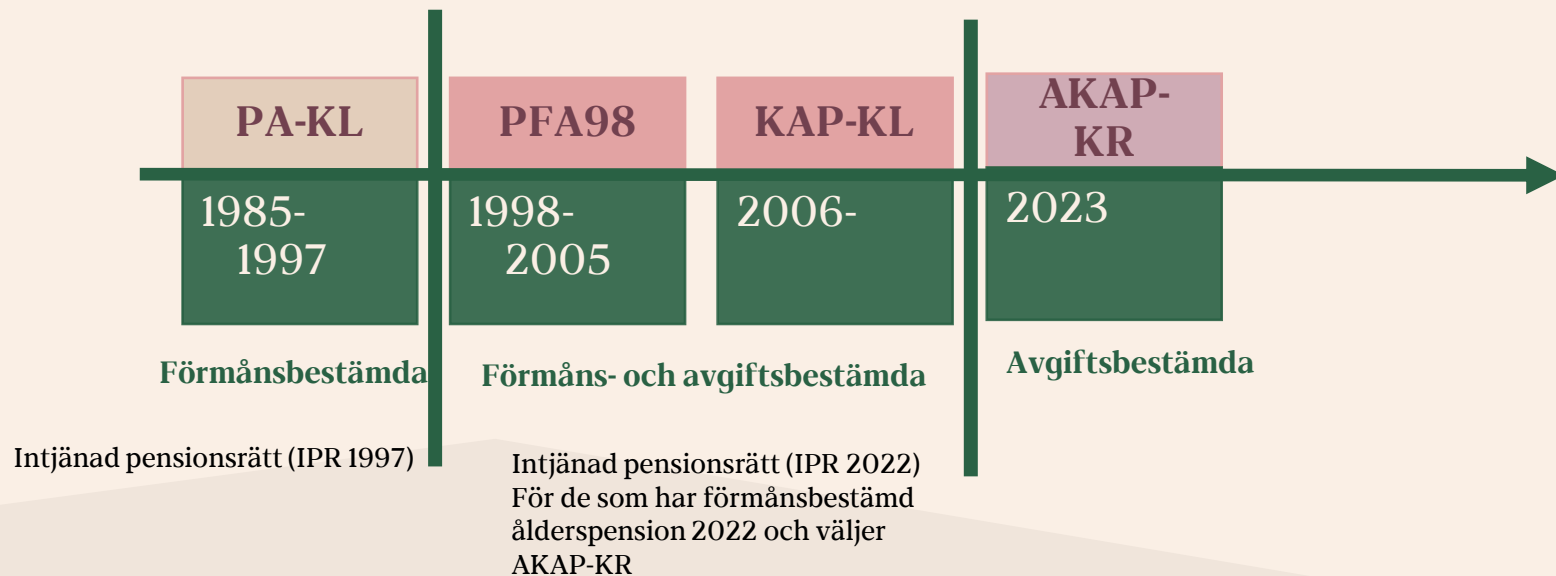 PA-KL
PFA98
KAP-KL
AKAP-
KR
1985-
1997
1998-
2005
2006-
2023
Förmånsbestämda
Förmåns- och avgiftsbestämda
Avgiftsbestämda
Intjänad pensionsrätt (IPR 1997)
Intjänad pensionsrätt (IPR 2022)
För de som har förmånsbestämd
ålderspension 2022 och väljer
AKAP-KR